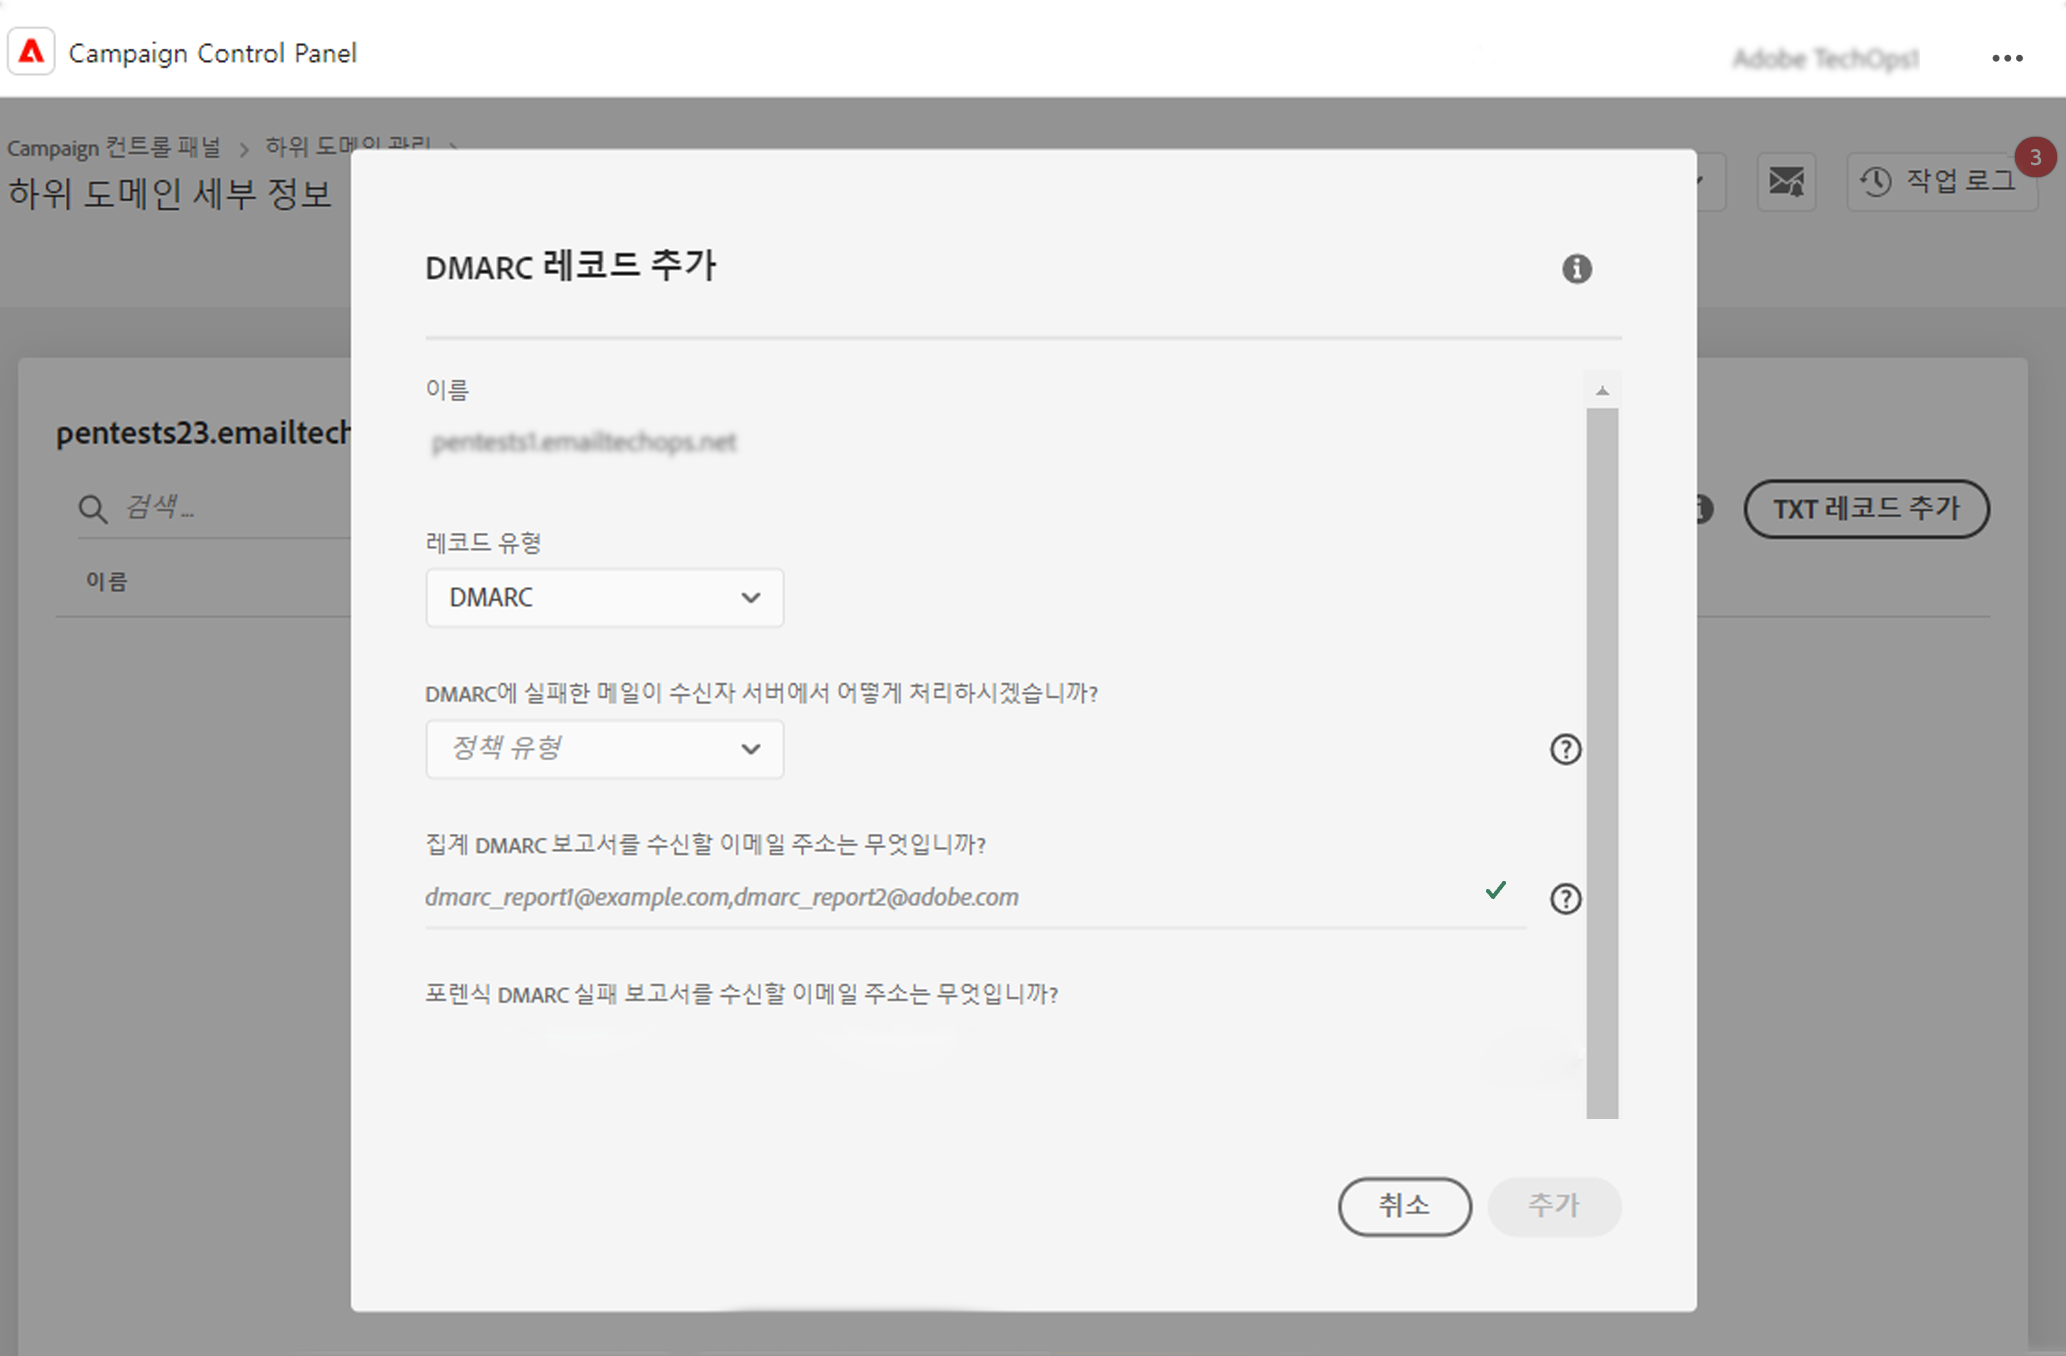 Campaign Control Panel
Adobe TechOps1
Campaign 컨트롤 패널 > 하위 도메인 관리 >
하위 도메인 세부 정보
3
작업 로그
DMARC 레코드 추가
이름
pentests1.emailtechops.net
pentests23.emailtech
검색...
TXT 레코드 추가
이름
레코드 유형
DMARC
DMARC에 실패한 메일이 수신자 서버에서 어떻게 처리하시겠습니까?
정책 유형
집계 DMARC 보고서를 수신할 이메일 주소는 무엇입니까?
dmarc_report1@example.com,dmarc_report2@adobe.com
포렌식 DMARC 실패 보고서를 수신할 이메일 주소는 무엇입니까?
취소
추가